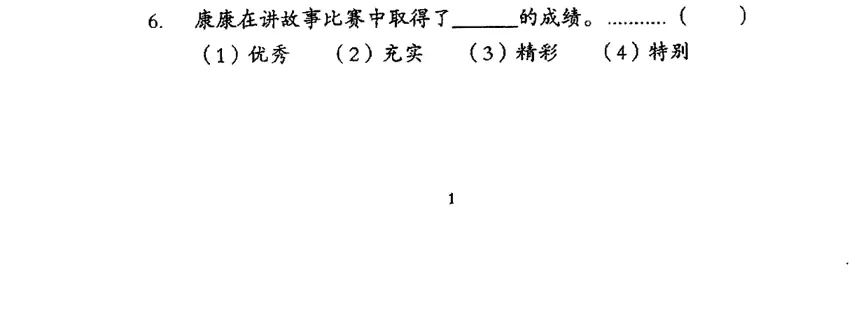 6. 康康在讲故事比赛中取得了______的成绩。...........（　　）
（1）优秀　（2）充实　（3）精彩　（4）特别
1